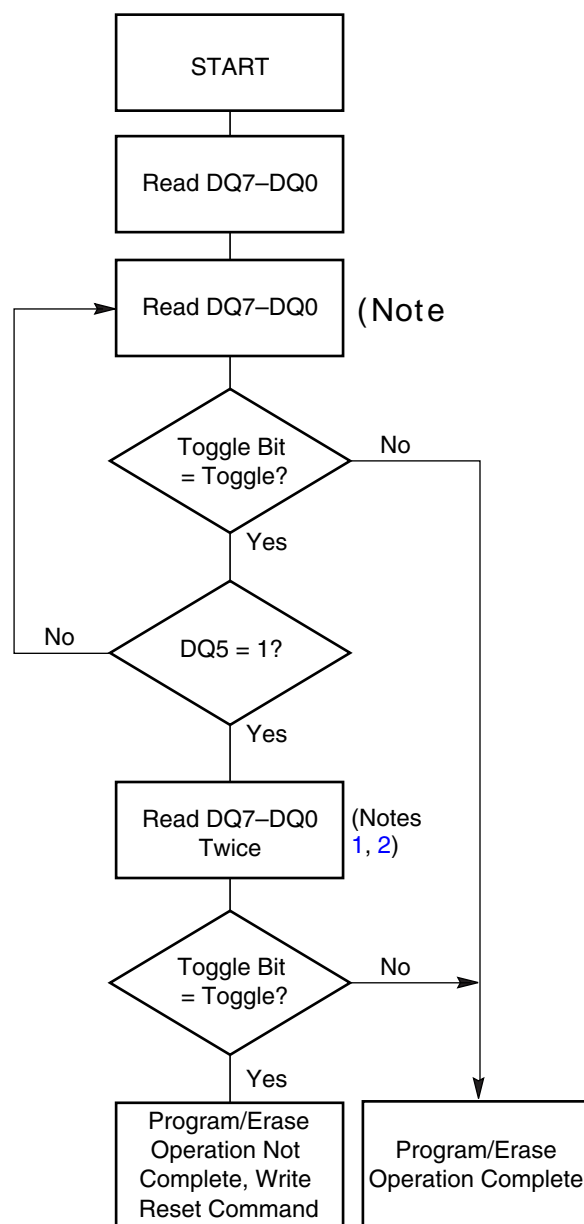 START
Read DQ7–DQ0
Read DQ7–DQ0
(Note
Toggle Bit
= Toggle?
No
Yes
No
DQ5 = 1?
Yes
Read DQ7–DQ0
Twice
(Notes
1, 2)
Toggle Bit
= Toggle?
No
Yes
Program/Erase
Operation Not
Complete, Write
Reset Command
Program/Erase
Operation Complete